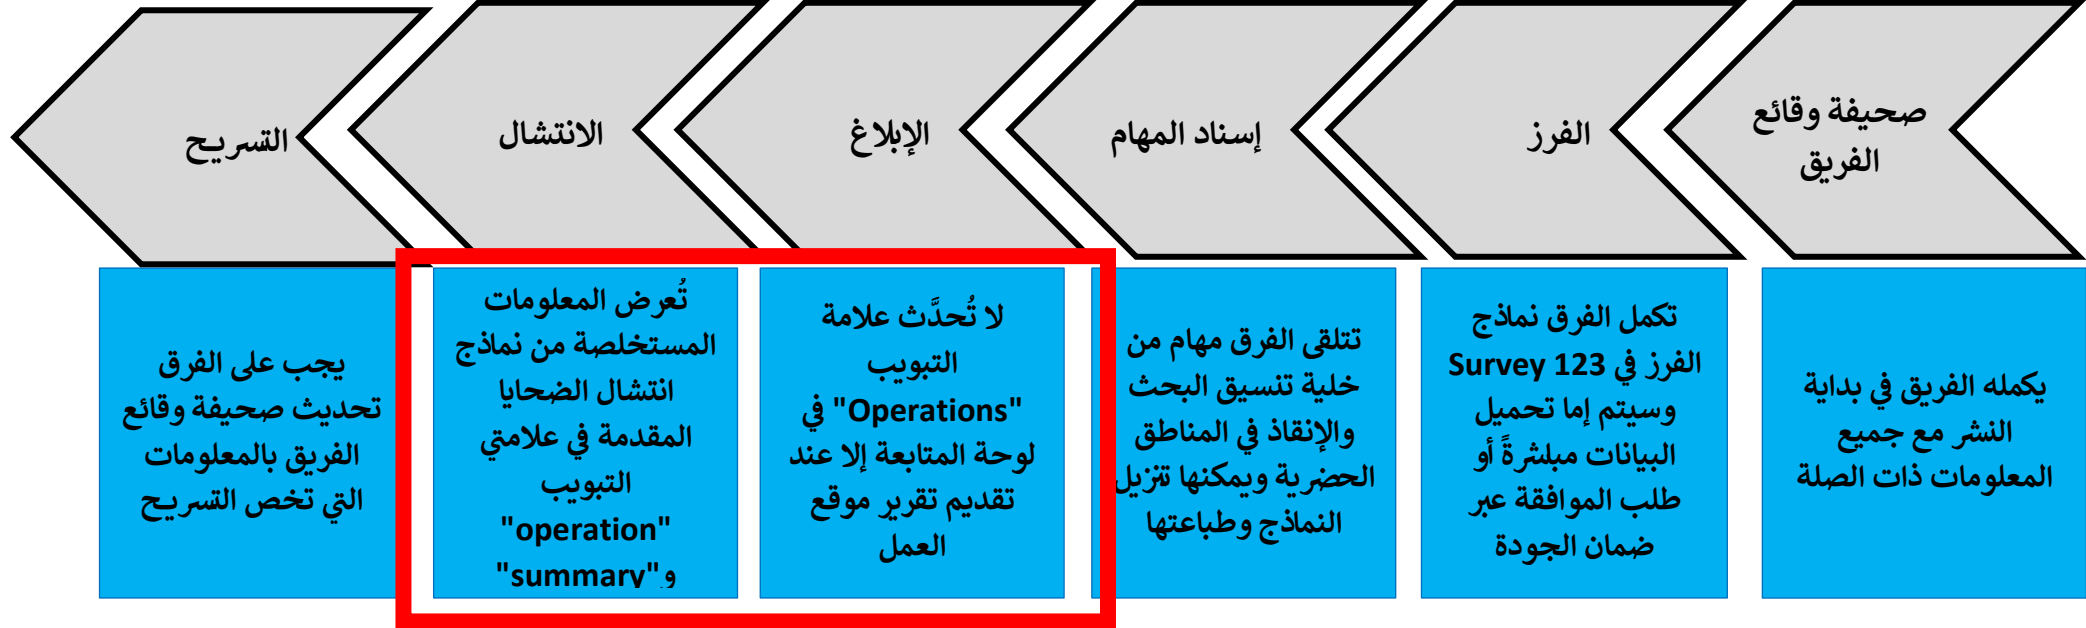 صحيفة وقائع
الفريق
الفرز
إسناد المهام
الإبلاغ
الانتشال
التسريح
يكمله الفريق في بداية
النشر مع جميع
المعلومات ذات الصلة
تكمل الفرق نماذج
الفرز في Survey 123
وسيتم إما تحميل
البيانات مباشرةً أو
طلب الموافقة عبر
ضمان الجودة
تتلقى الفرق مهام من
خلية تنسيق البحث
والإنقاذ في المناطق
الحضرية ويمكنها تنزيل
النماذج وطباعتها
لا تُحدَّث علامة
التبويب
"Operations" في
لوحة المتابعة إلا عند
تقديم تقرير موقع
العمل
تُعرض المعلومات
المستخلصة من نماذج
انتشال الضحايا
المقدمة في علامتي
التبويب
"operation"
و"summary"
يجب على الفرق
تحديث صحيفة وقائع
الفريق بالمعلومات
التي تخص التسريح